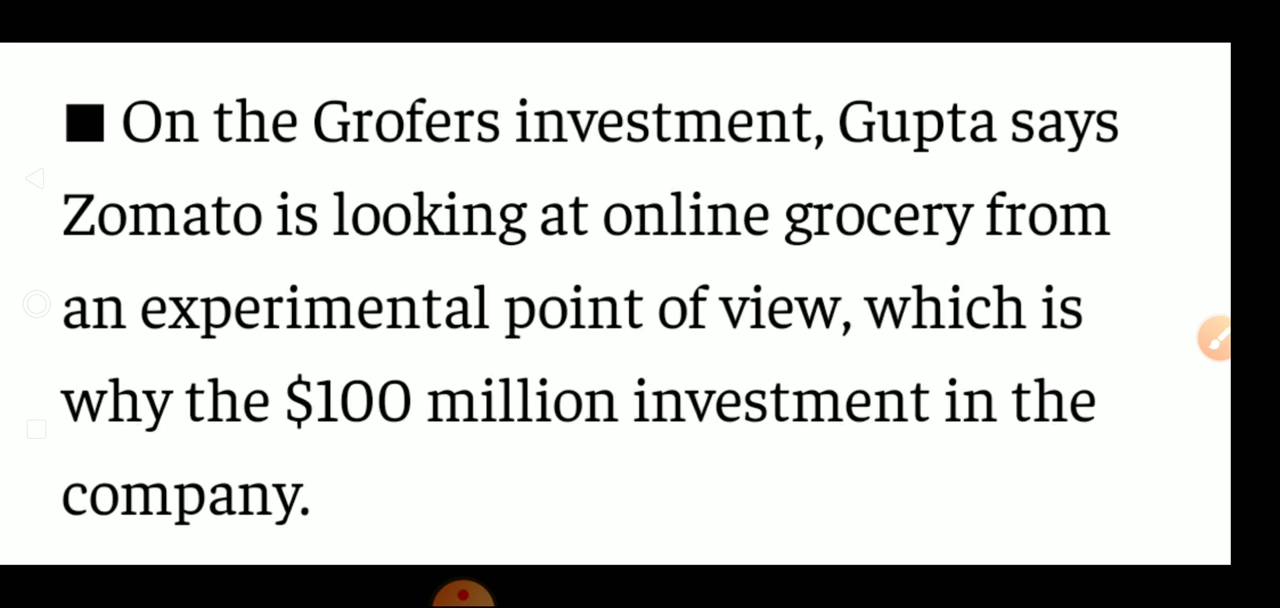 ■ On the Grofers investment, Gupta says
Zomato is looking at online grocery from
an experimental point of view, which is
why the $100 million investment in the
company.